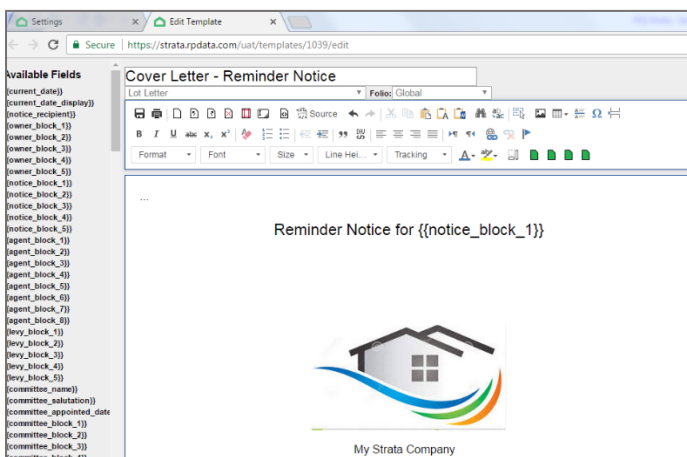 Settings
Edit Template
Secure
https://strata.rpdata.com/uat/templates/1039/edit
Available Fields
{current_date}}
{current_date_display}}
{notice_recipient}}
{owner_block_1}}
{owner_block_2}}
{owner_block_3}}
{owner_block_4}}
{owner_block_5}}
{notice_block_1}}
{notice_block_2}}
{notice_block_3}}
{notice_block_4}}
{notice_block_5}}
{agent_block_1}}
{agent_block_2}}
{agent_block_3}}
{agent_block_4}}
{agent_block_5}}
{agent_block_6}}
{agent_block_7}}
{agent_block_8}}
{levy_block_1}}
{levy_block_2}}
{levy_block_3}}
{levy_block_4}}
{levy_block_5}}
{committee_name}}
{committee_salutation}}
{committee_appointed_date
{committee_block_1}}
{committee_block_2}}
{committee_block_3}}
Cover Letter - Reminder Notice
Lot Letter Folio: Global
Source
B I U abc x, x²
Format Font Size Line Hei... Tracking
...
Reminder Notice for {{notice_block_1}}
My Strata Company